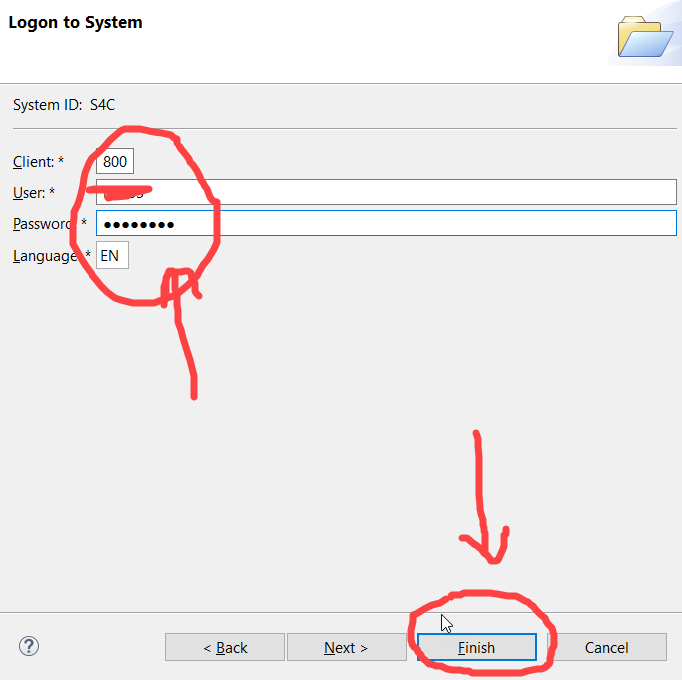 Logon to System
System ID: S4C
Client: * 800
User: *
Password * ●●●●●●●●
Language * EN
< Back Next > Finish Cancel